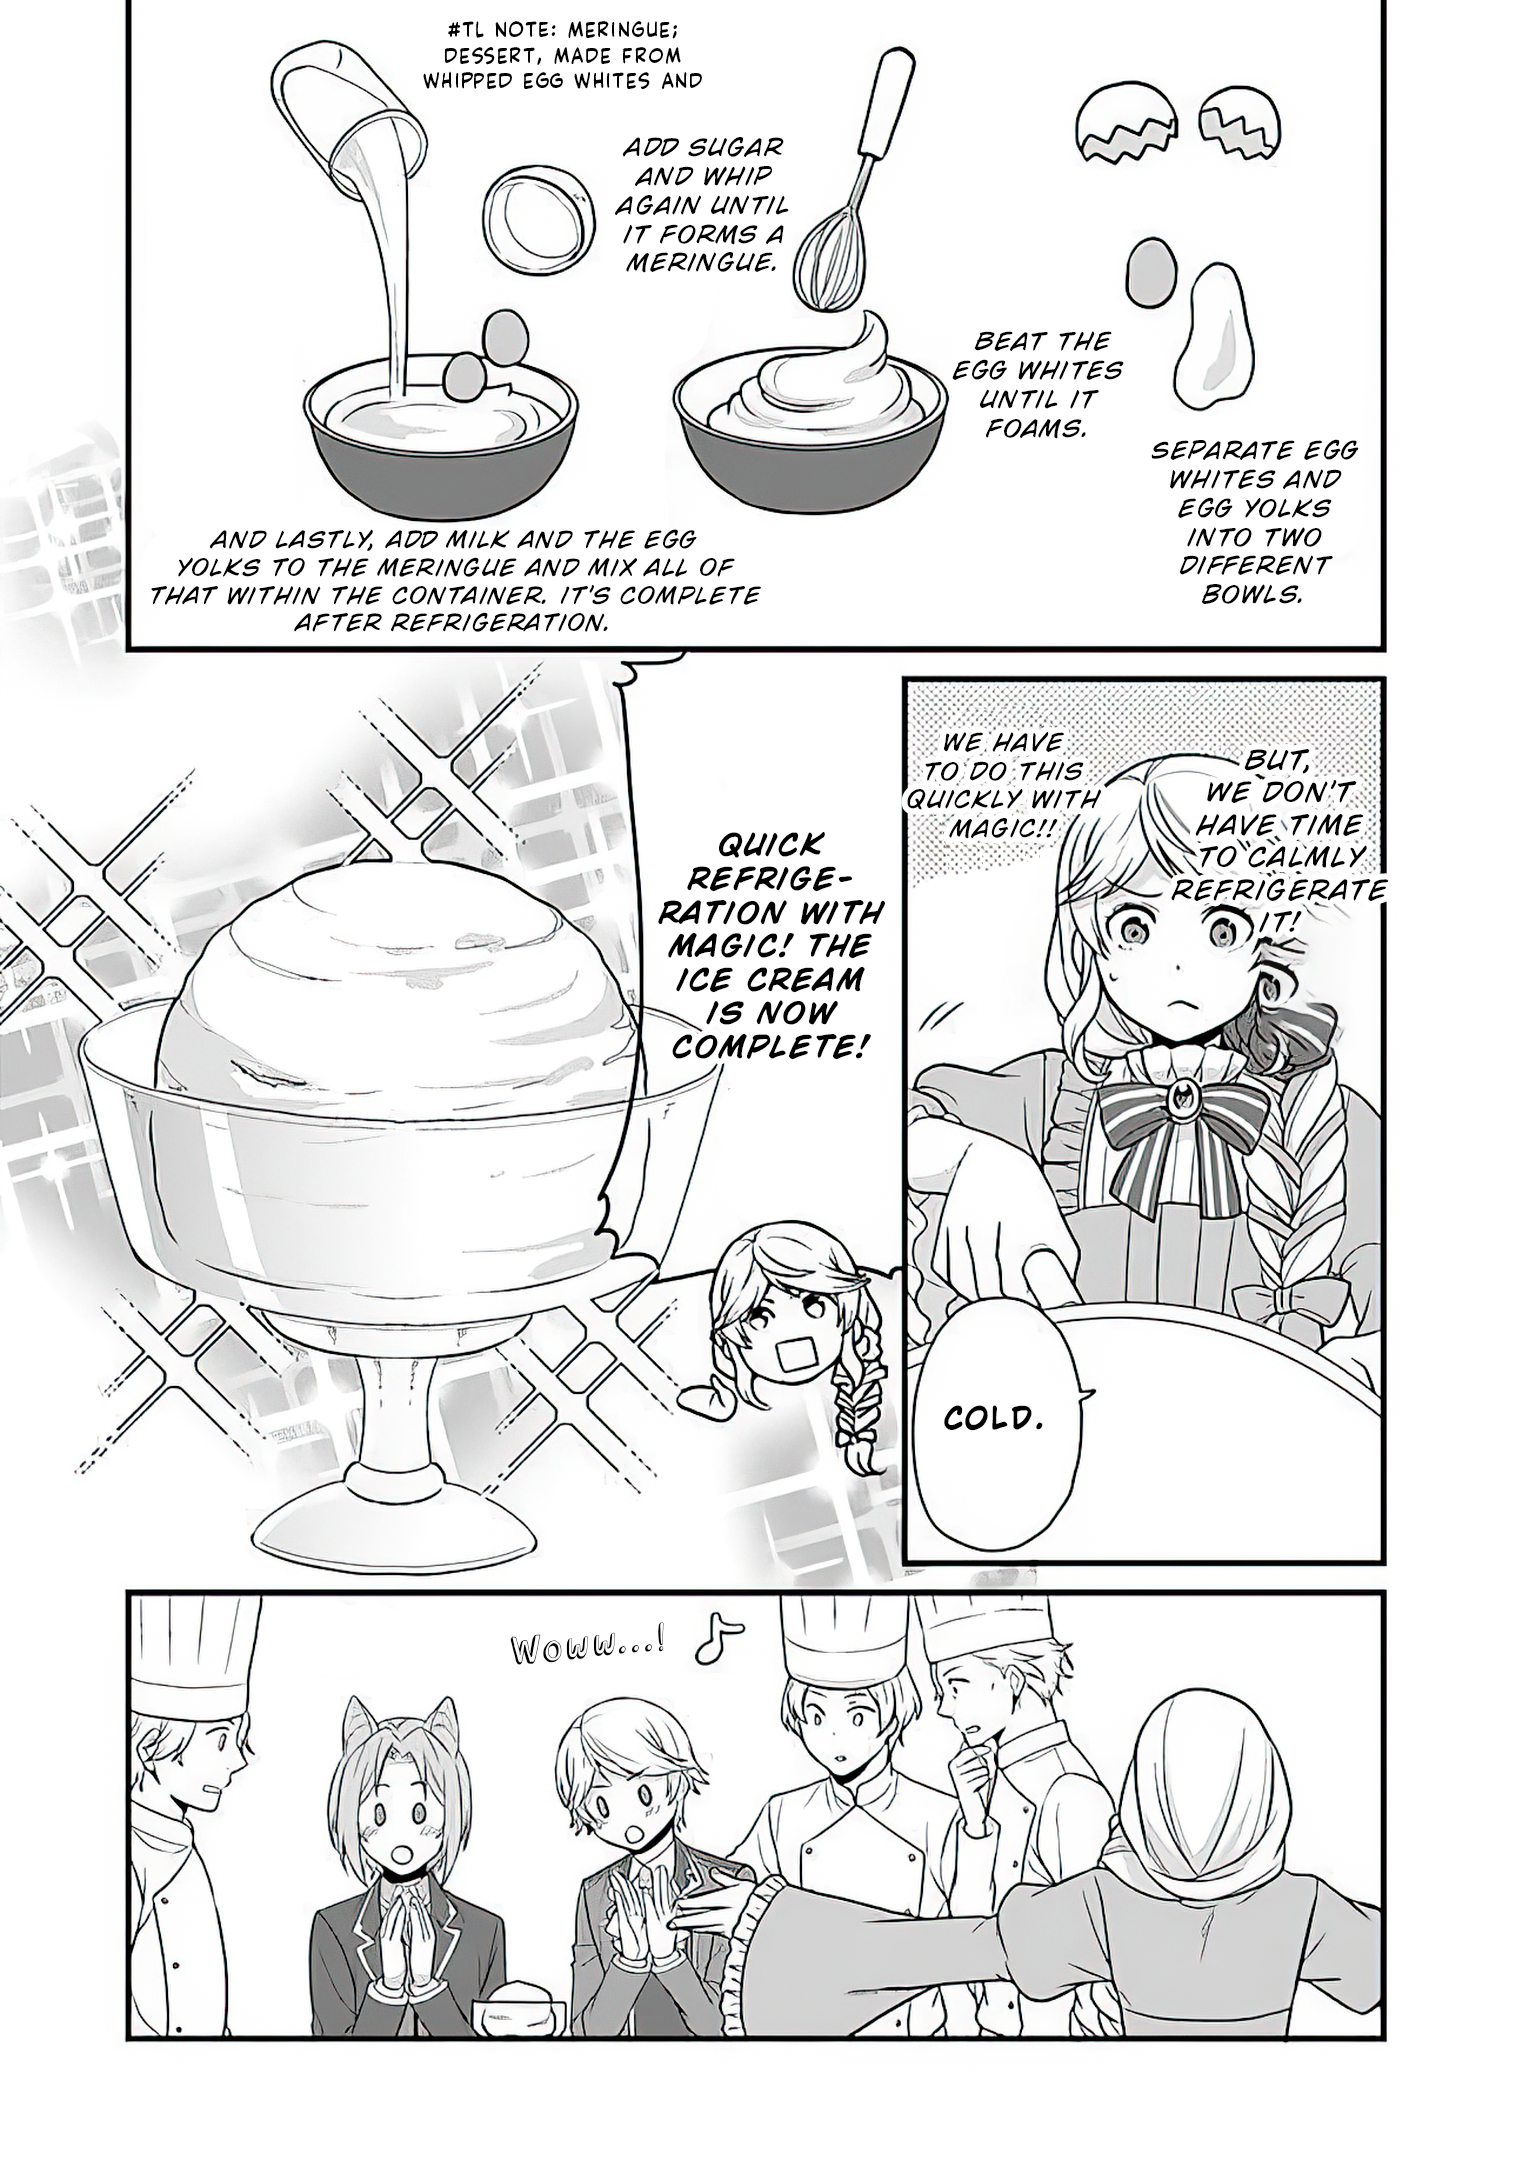 SEPARATE EGG
WHITES AND
EGG YOLKS
INTO TWO
DIFFERENT
BOWLS.
BEAT THE
EGG WHITES
UNTIL IT
FOAMS.
ADD SUGAR
AND WHIP
AGAIN UNTIL
IT FORMS A
MERINGUE.
#TL NOTE: MERINGUE;
DESSERT, MADE FROM
WHIPPED EGG WHITES AND
AND LASTLY, ADD MILK AND THE EGG
YOLKS TO THE MERINGUE AND MIX ALL OF
THAT WITHIN THE CONTAINER. IT'S COMPLETE
AFTER REFRIGERATION.
BUT,
WE DON'T
HAVE TIME
TO CALMLY
REFRIGERATE
IT!
WE HAVE
TO DO THIS
QUICKLY WITH
MAGIC!!
COLD.
QUICK
REFRIGE-
RATION WITH
MAGIC! THE
ICE CREAM
IS NOW
COMPLETE!
Woww...!